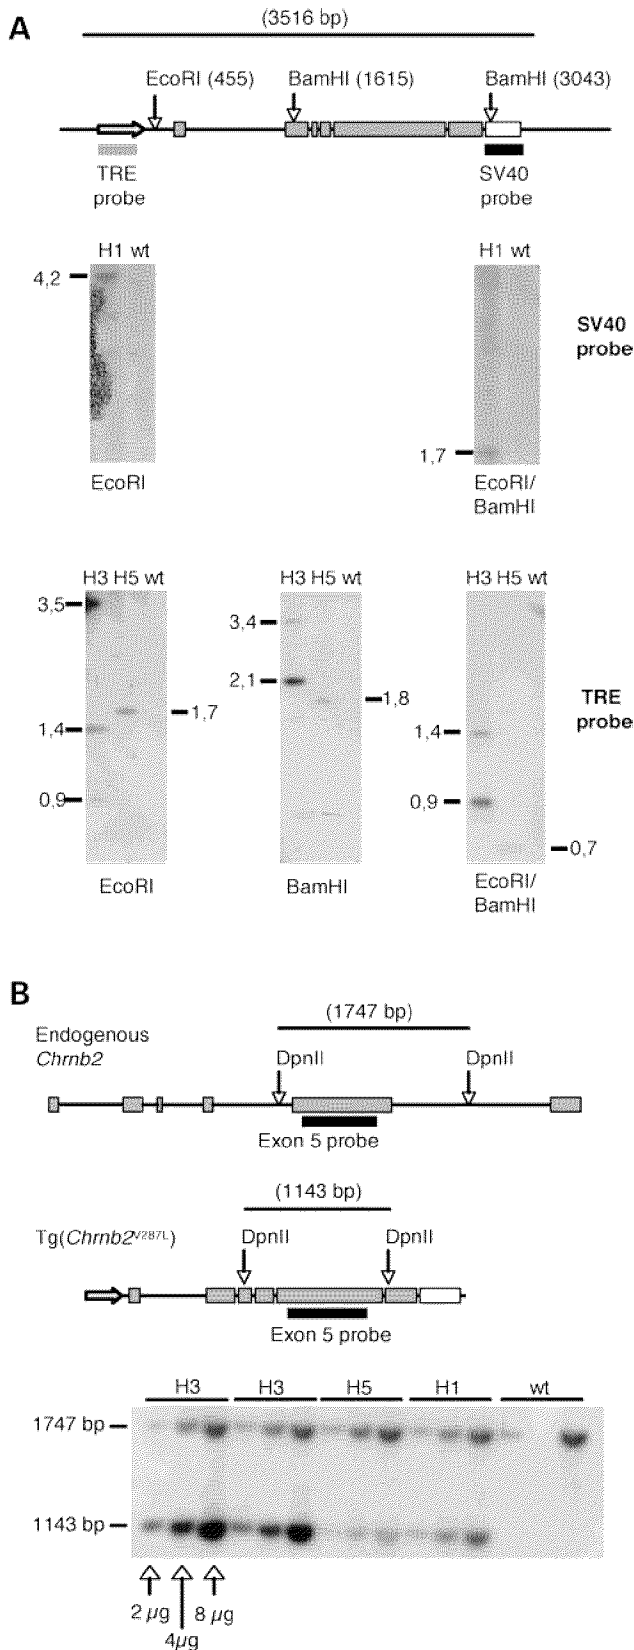 A
(3516 bp)
EcoRI (455) BamHI (1615) BamHI (3043)
TRE probe
SV40 probe
H1 wt
4,2
EcoRI
H1 wt
1,7
EcoRI/
BamHI
SV40
probe
H3 H5 wt
3,5
1,7
1,4
0,9
EcoRI
H3 H5 wt
3,4
2,1
1,8
BamHI
H3 H5 wt
1,4
0,9
0,7
EcoRI/
BamHI
TRE
probe
B
Endogenous
Chrnb2
(1747 bp)
DpnII DpnII
Exon 5 probe
(1143 bp)
Tg(Chrnb2V287L)
DpnII DpnII
Exon 5 probe
H3 H3 H5 H1 wt
1747 bp
1143 bp
2 µg 8 µg
4µg